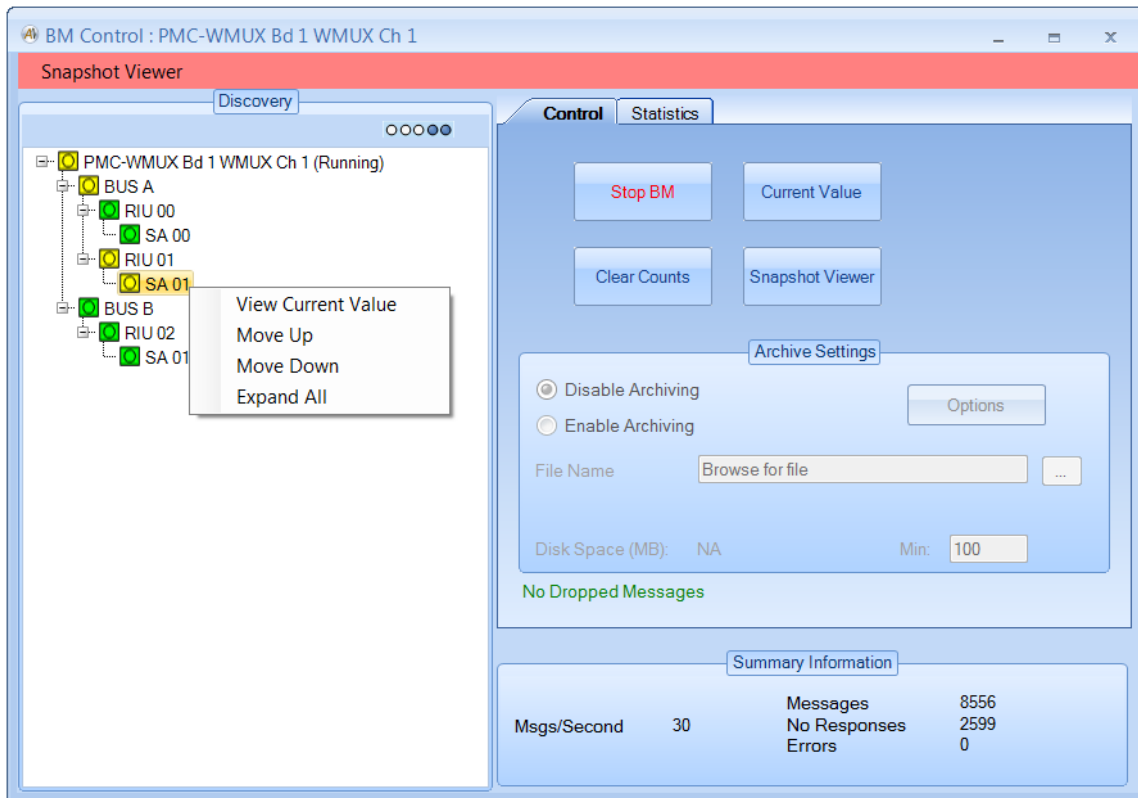 BM Control : PMC-WMUX Bd 1 WMUX Ch 1
Snapshot Viewer
Discovery
PMC-WMUX Bd 1 WMUX Ch 1 (Running)
BUS A
RIU 00
SA 00
RIU 01
SA 01
BUS B
RIU 02
SA 01
View Current Value
Move Up
Move Down
Expand All
Control Statistics
Stop BM Current Value
Clear Counts Snapshot Viewer
Archive Settings
Disable Archiving
Options
Enable Archiving
File Name Browse for file ...
Disk Space (MB): NA Min: 100
No Dropped Messages
Summary Information
Messages 8556
Msgs/Second 30 No Responses 2599
Errors 0